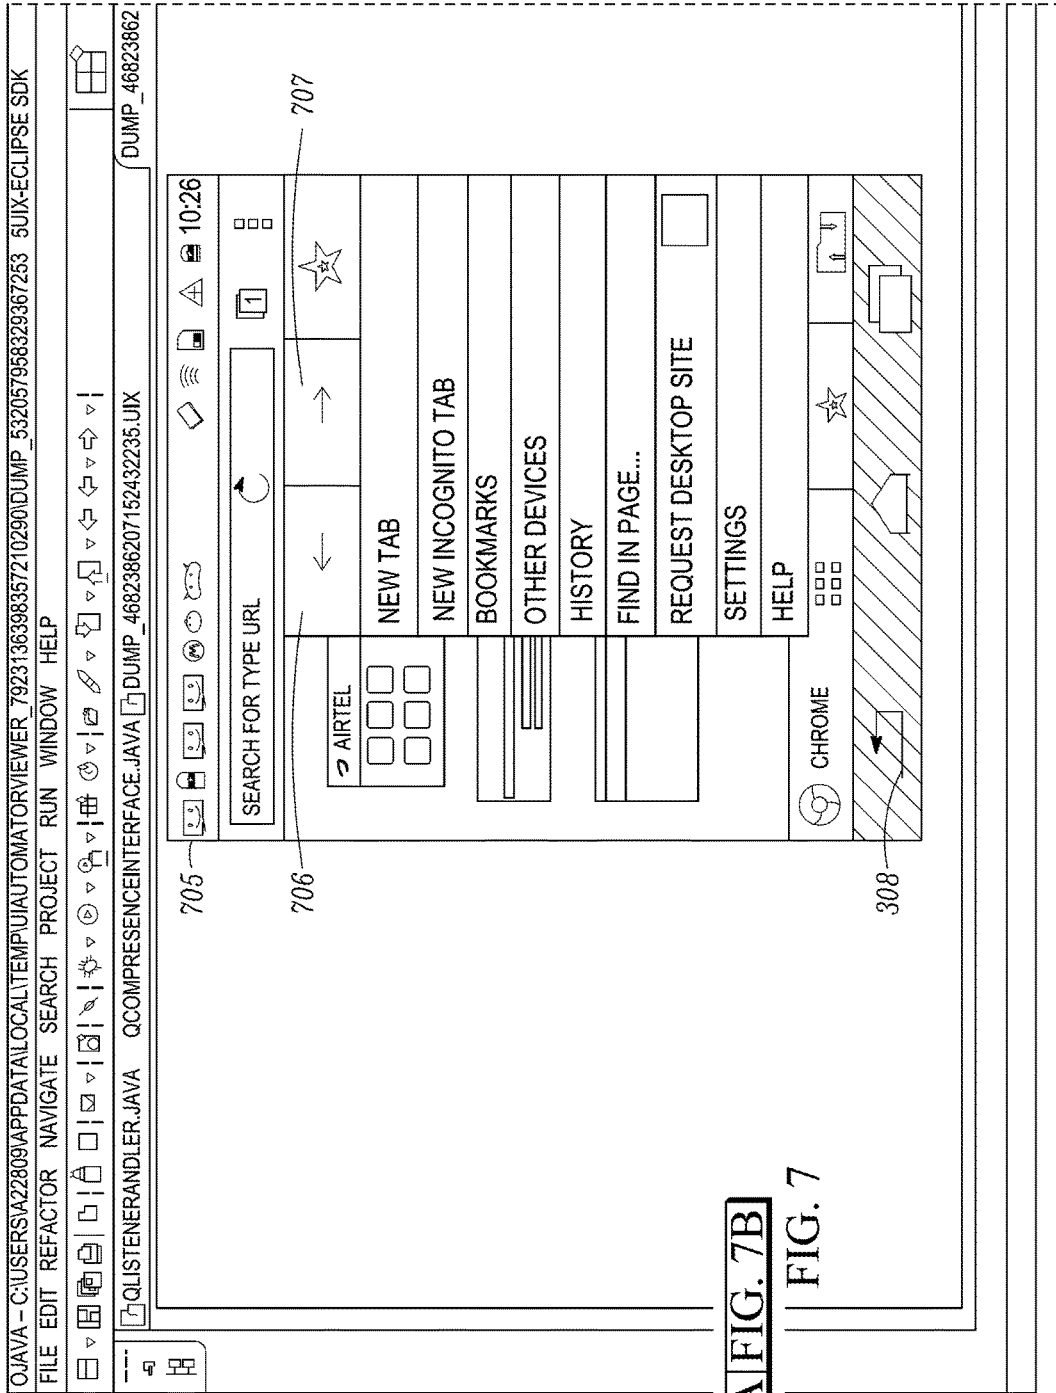 OJAVA – C:\USERS\A22809\APPDATA\LOCAL\TEMP\UIAUTOMATORVIEWER_7923136398367210290\DUMP_5320579583293672​53 5UIX-ECLIPSE SDK
FILE EDIT REFACTOR NAVIGATE SEARCH PROJECT RUN WINDOW HELP
QLISTENERANDLER.JAVA QCOMPRESENCEINTERFACE.JAVA DUMP_4682386207152432235.UIX DUMP_46823862
705
M
10:26
SEARCH FOR TYPE URL
1
706
707
AIRTEL
NEW TAB
NEW INCOGNITO TAB
BOOKMARKS
OTHER DEVICES
HISTORY
FIND IN PAGE...
REQUEST DESKTOP SITE
SETTINGS
HELP
CHROME
308
A FIG. 7B
FIG. 7